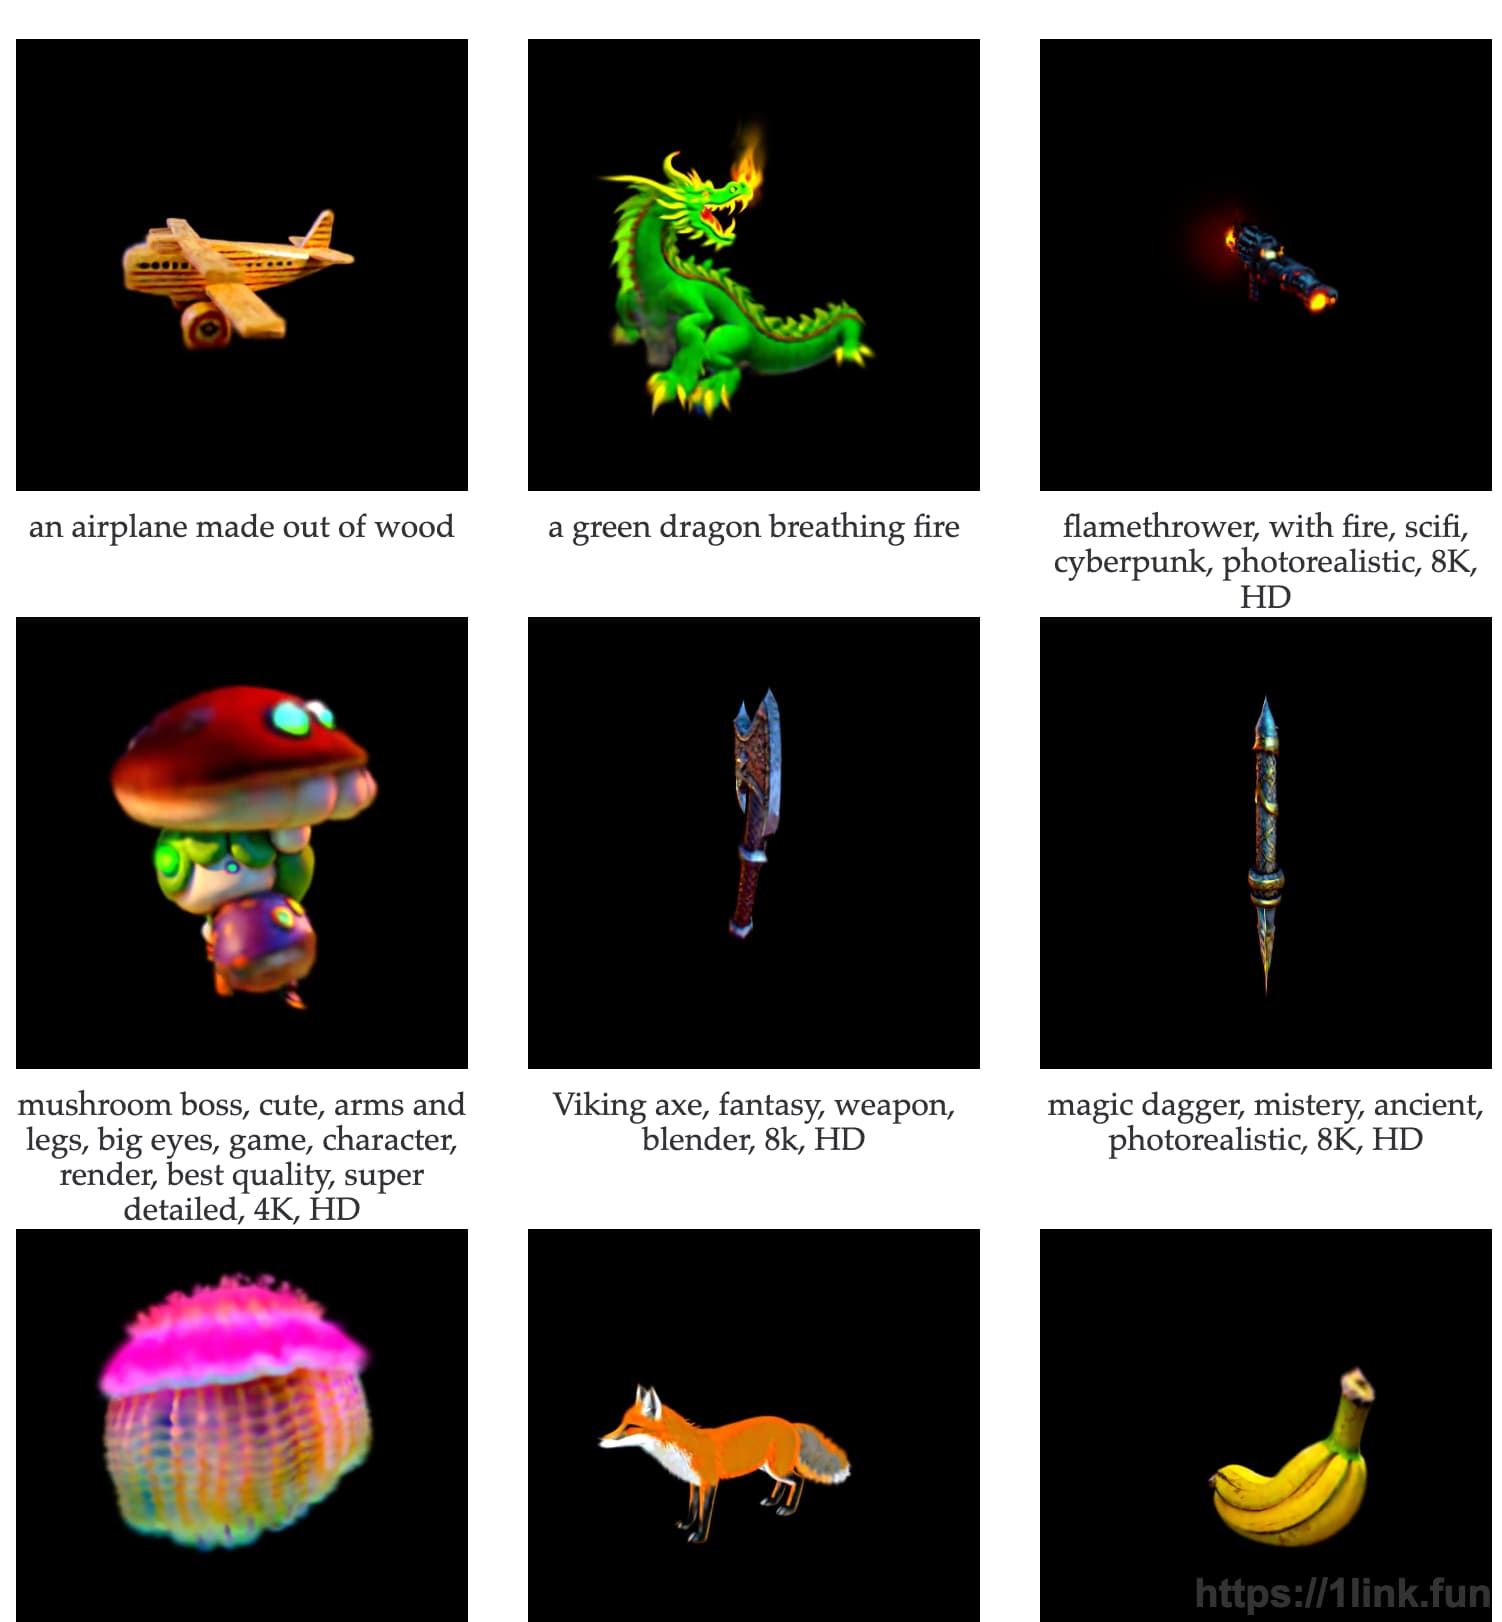 an airplane made out of wood
a green dragon breathing fire
flamethrower, with fire, scifi,
cyberpunk, photorealistic, 8K,
HD
mushroom boss, cute, arms and
legs, big eyes, game, character,
render, best quality, super
detailed, 4K, HD
Viking axe, fantasy, weapon,
blender, 8k, HD
magic dagger, mistery, ancient,
photorealistic, 8K, HD
https://1link.fun